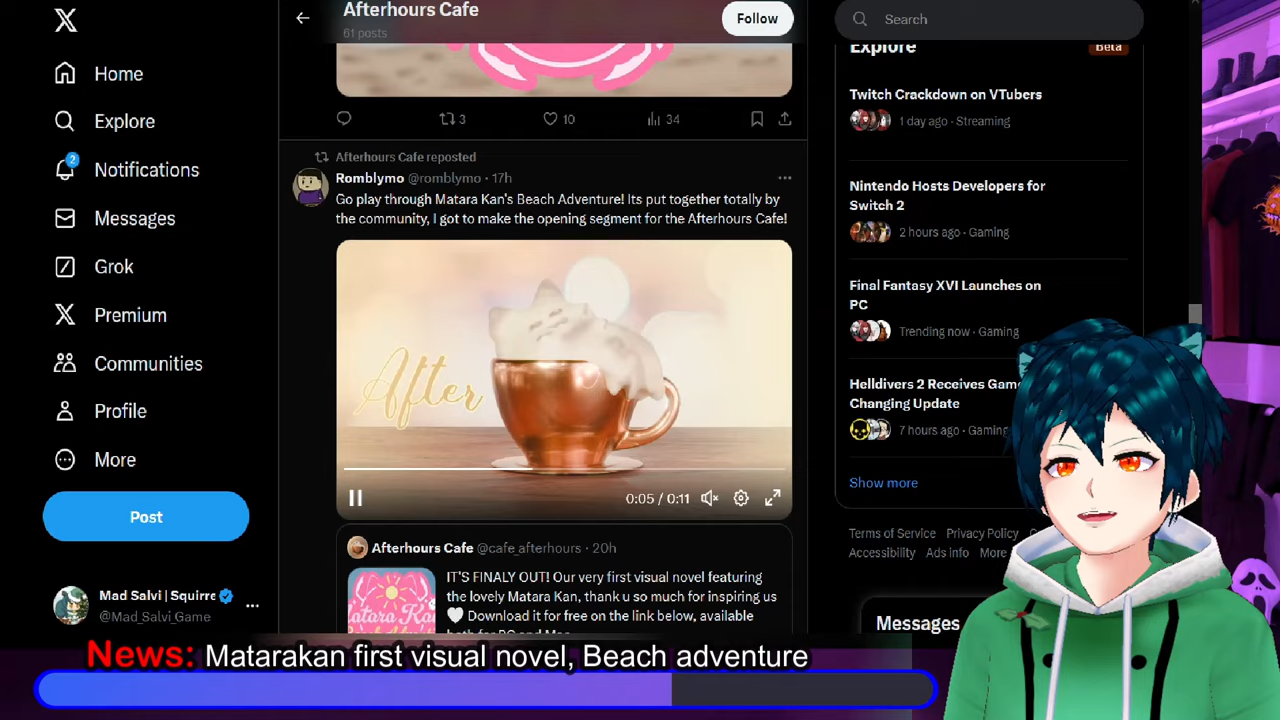 Afterhours Cafe
61 posts
Follow
Search
Home
Explore
2
Notifications
Messages
Grok
Premium
Communities
Profile
More
Post
Mad Salvi | Squirre
@Mad_Salvi_Game
3
10
34
Afterhours Cafe reposted
Romblymo @romblymo · 17h
Go play through Matara Kan's Beach Adventure! Its put together totally by
the community, I got to make the opening segment for the Afterhours Cafe!
After
0:05 / 0:11
Afterhours Cafe @cafe_afterhours · 20h
IT'S FINALY OUT! Our very first visual novel featuring
the lovely Matara Kan, thank u so much for inspiring us
Download it for free on the link below, available
both for PC and Mac
Matara Kan
Explore
Beta
Twitch Crackdown on VTubers
1 day ago · Streaming
Nintendo Hosts Developers for
Switch 2
2 hours ago · Gaming
Final Fantasy XVI Launches on
PC
Trending now · Gaming
Helldivers 2 Receives Game
Changing Update
7 hours ago · Gaming
Show more
Terms of Service Privacy Policy
Accessibility Ads info More
Messages
News: Matarakan first visual novel, Beach adventure